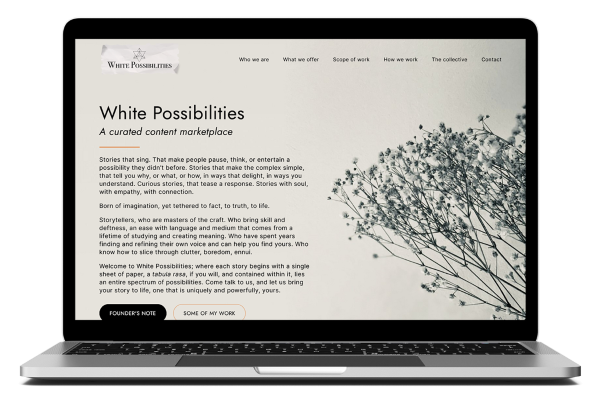 WHITE POSSIBILITIES
Who we are
What we offer
Scope of work
How we work
The collective
Contact
White Possibilities
A curated content marketplace
Stories that sing. That make people pause, think, or entertain a
possibility they didn't before. Stories that make the complex simple,
that tell you why, or what, or how, in ways that delight, in ways you
understand. Curious stories, that tease a response. Stories with soul,
with empathy, with connection.
Born of imagination, yet tethered to fact, to truth, to life.
Storytellers, who are masters of the craft. Who bring skill and
deftness, an ease with language and medium that comes from a
lifetime of studying and creating meaning. Who have spent years
finding and refining their own voice and can help you find yours. Who
know how to slice through clutter, boredom, ennui.
Welcome to White Possibilities; where each story begins with a single
sheet of paper, a tabula rasa, if you will, and contained within it, lies
an entire spectrum of possibilities. Come talk to us, and let us bring
your story to life, one that is uniquely and powerfully, yours.
FOUNDER'S NOTE
SOME OF MY WORK